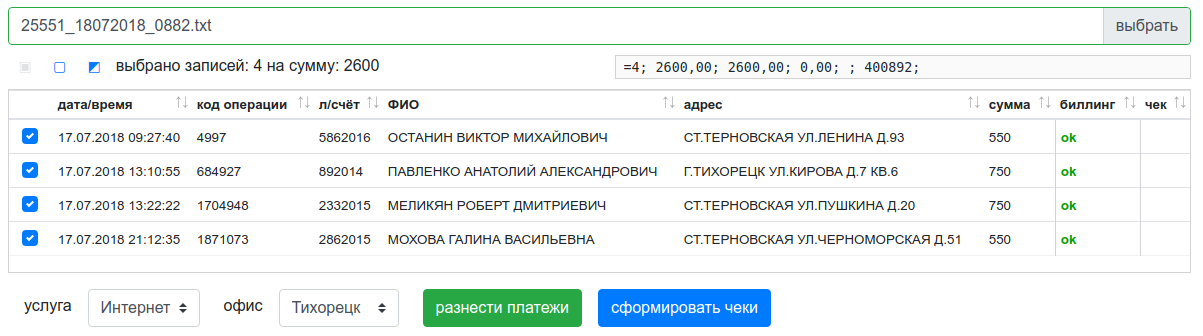 25551_18072018_0882.txt выбрать
выбрано записей: 4 на сумму: 2600 =4; 2600,00; 2600,00; 0,00; ; 400892;
дата/время код операции л/счёт ФИО адрес сумма биллинг чек
17.07.2018 09:27:40 4997 5862016 ОСТАНИН ВИКТОР МИХАЙЛОВИЧ СТ.ТЕРНОВСКАЯ УЛ.ЛЕНИНА Д.93 550 ok
17.07.2018 13:10:55 684927 892014 ПАВЛЕНКО АНАТОЛИЙ АЛЕКСАНДРОВИЧ Г.ТИХОРЕЦК УЛ.КИРОВА Д.7 КВ.6 750 ok
17.07.2018 13:22:22 1704948 2332015 МЕЛИКЯН РОБЕРТ ДМИТРИЕВИЧ СТ.ТЕРНОВСКАЯ УЛ.ПУШКИНА Д.20 750 ok
17.07.2018 21:12:35 1871073 2862015 МОХОВА ГАЛИНА ВАСИЛЬЕВНА СТ.ТЕРНОВСКАЯ УЛ.ЧЕРНОМОРСКАЯ Д.51 550 ok
услуга Интернет офис Тихорецк разнести платежи сформировать чеки